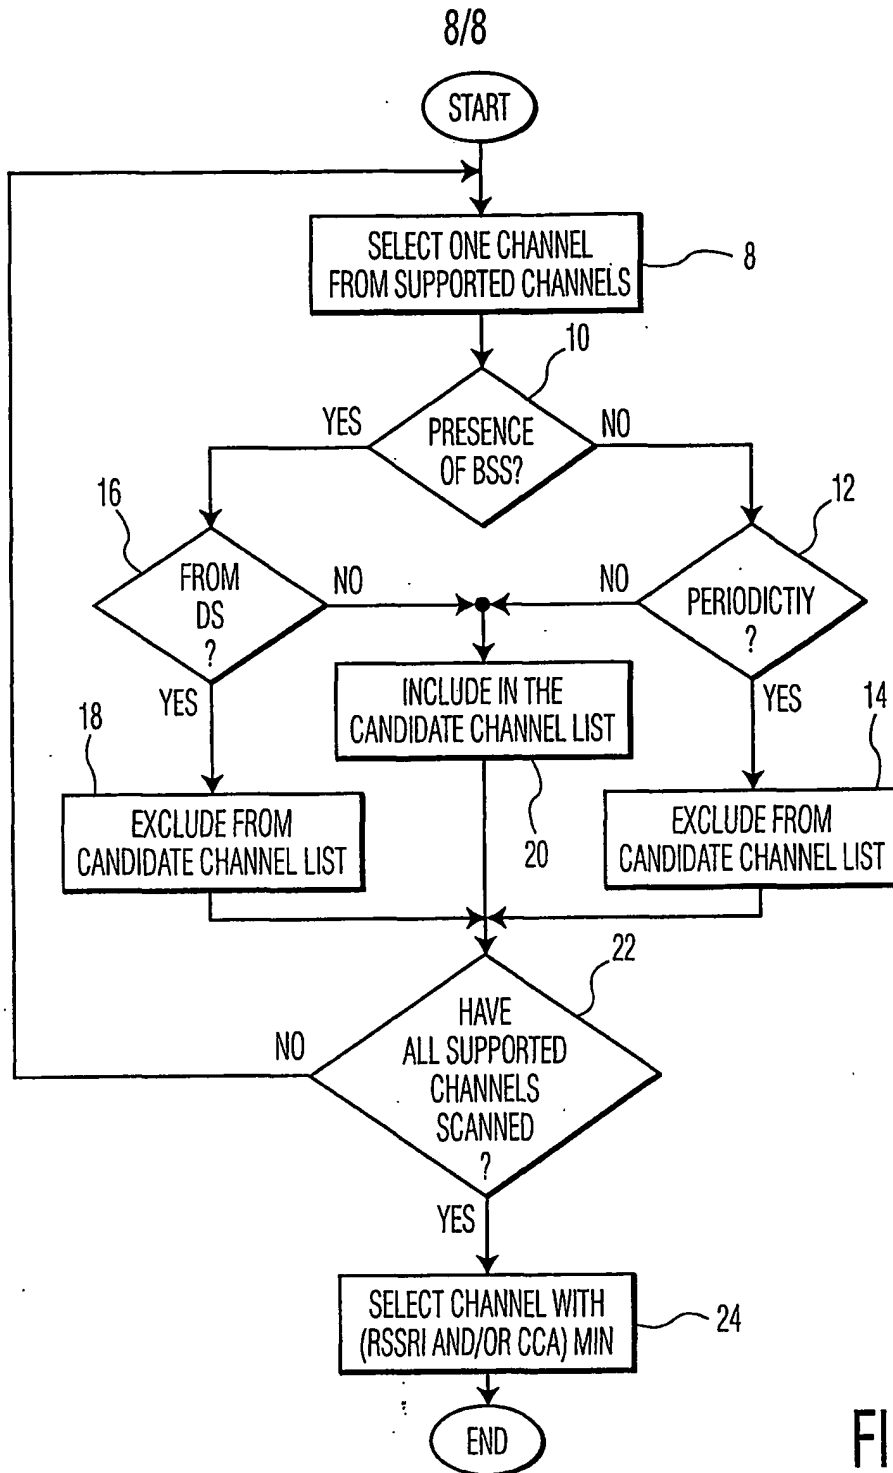 8/8
START
SELECT ONE CHANNEL
FROM SUPPORTED CHANNELS
8
10
YES
PRESENCE
OF BSS?
NO
16
12
FROM
DS
?
NO
NO
PERIODICTIY
?
YES
INCLUDE IN THE
CANDIDATE CHANNEL LIST
YES
18
14
EXCLUDE FROM
CANDIDATE CHANNEL LIST
20
EXCLUDE FROM
CANDIDATE CHANNEL LIST
22
NO
HAVE
ALL SUPPORTED
CHANNELS
SCANNED
?
YES
SELECT CHANNEL WITH
(RSSRI AND/OR CCA) MIN
24
END
FI